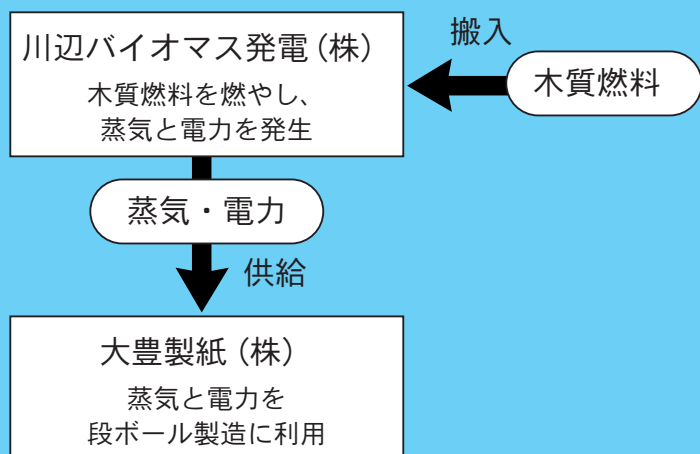 川辺バイオマス発電(株)
木質燃料を燃やし、
蒸気と電力を発生
搬入
木質燃料
蒸気・電力
供給
大豊製紙(株)
蒸気と電力を
段ボール製造に利用